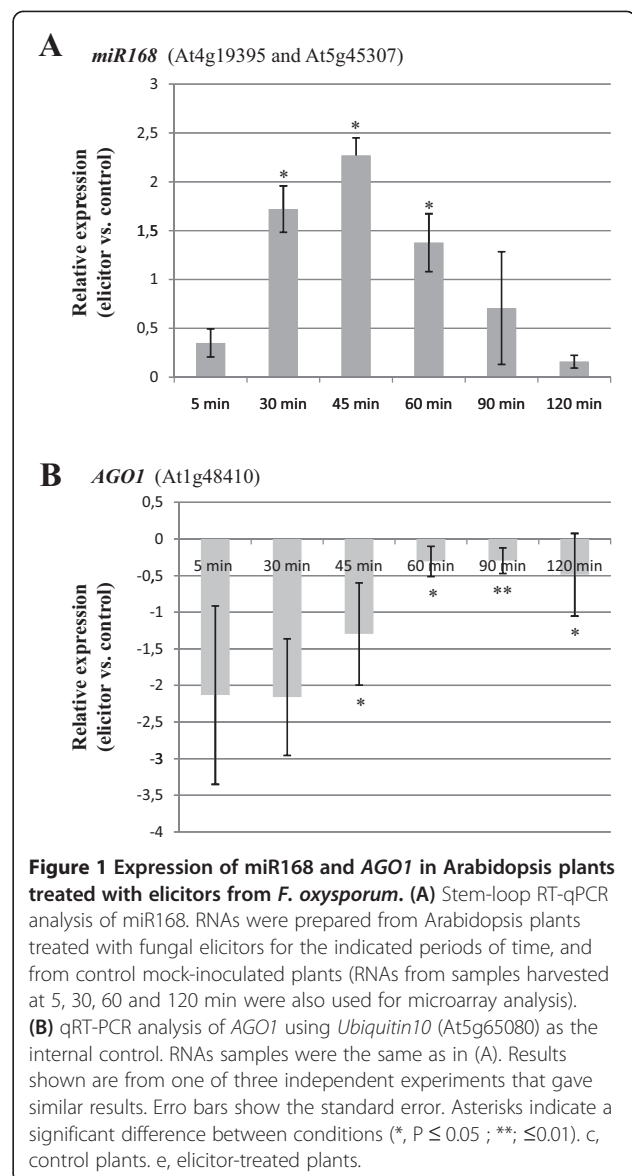 A miR168 (At4g19395 and At5g45307)
Relative expression
(elicitor vs. control)
3
2,5
2
1,5
1
0,5
0
*
*
*
5 min 30 min 45 min 60 min 90 min 120 min
B AGO1 (At1g48410)
Relative expression
(elicitor vs. control)
0,5
0
-0,5
-1
-1,5
-2
-2,5
-3
-3,5
-4
5 min 30 min 45 min 60 min 90 min 120 min
*
*
**
*
Figure 1 Expression of miR168 and AGO1 in Arabidopsis plants
treated with elicitors from F. oxysporum. (A) Stem-loop RT-qPCR
analysis of miR168. RNAs were prepared from Arabidopsis plants
treated with fungal elicitors for the indicated periods of time, and
from control mock-inoculated plants (RNAs from samples harvested
at 5, 30, 60 and 120 min were also used for microarray analysis).
(B) qRT-PCR analysis of AGO1 using Ubiquitin10 (At5g65080) as the
internal control. RNAs samples were the same as in (A). Results
shown are from one of three independent experiments that gave
similar results. Erro bars show the standard error. Asterisks indicate a
significant difference between conditions (*, P ≤ 0.05 ; **; ≤0.01). c,
control plants. e, elicitor-treated plants.